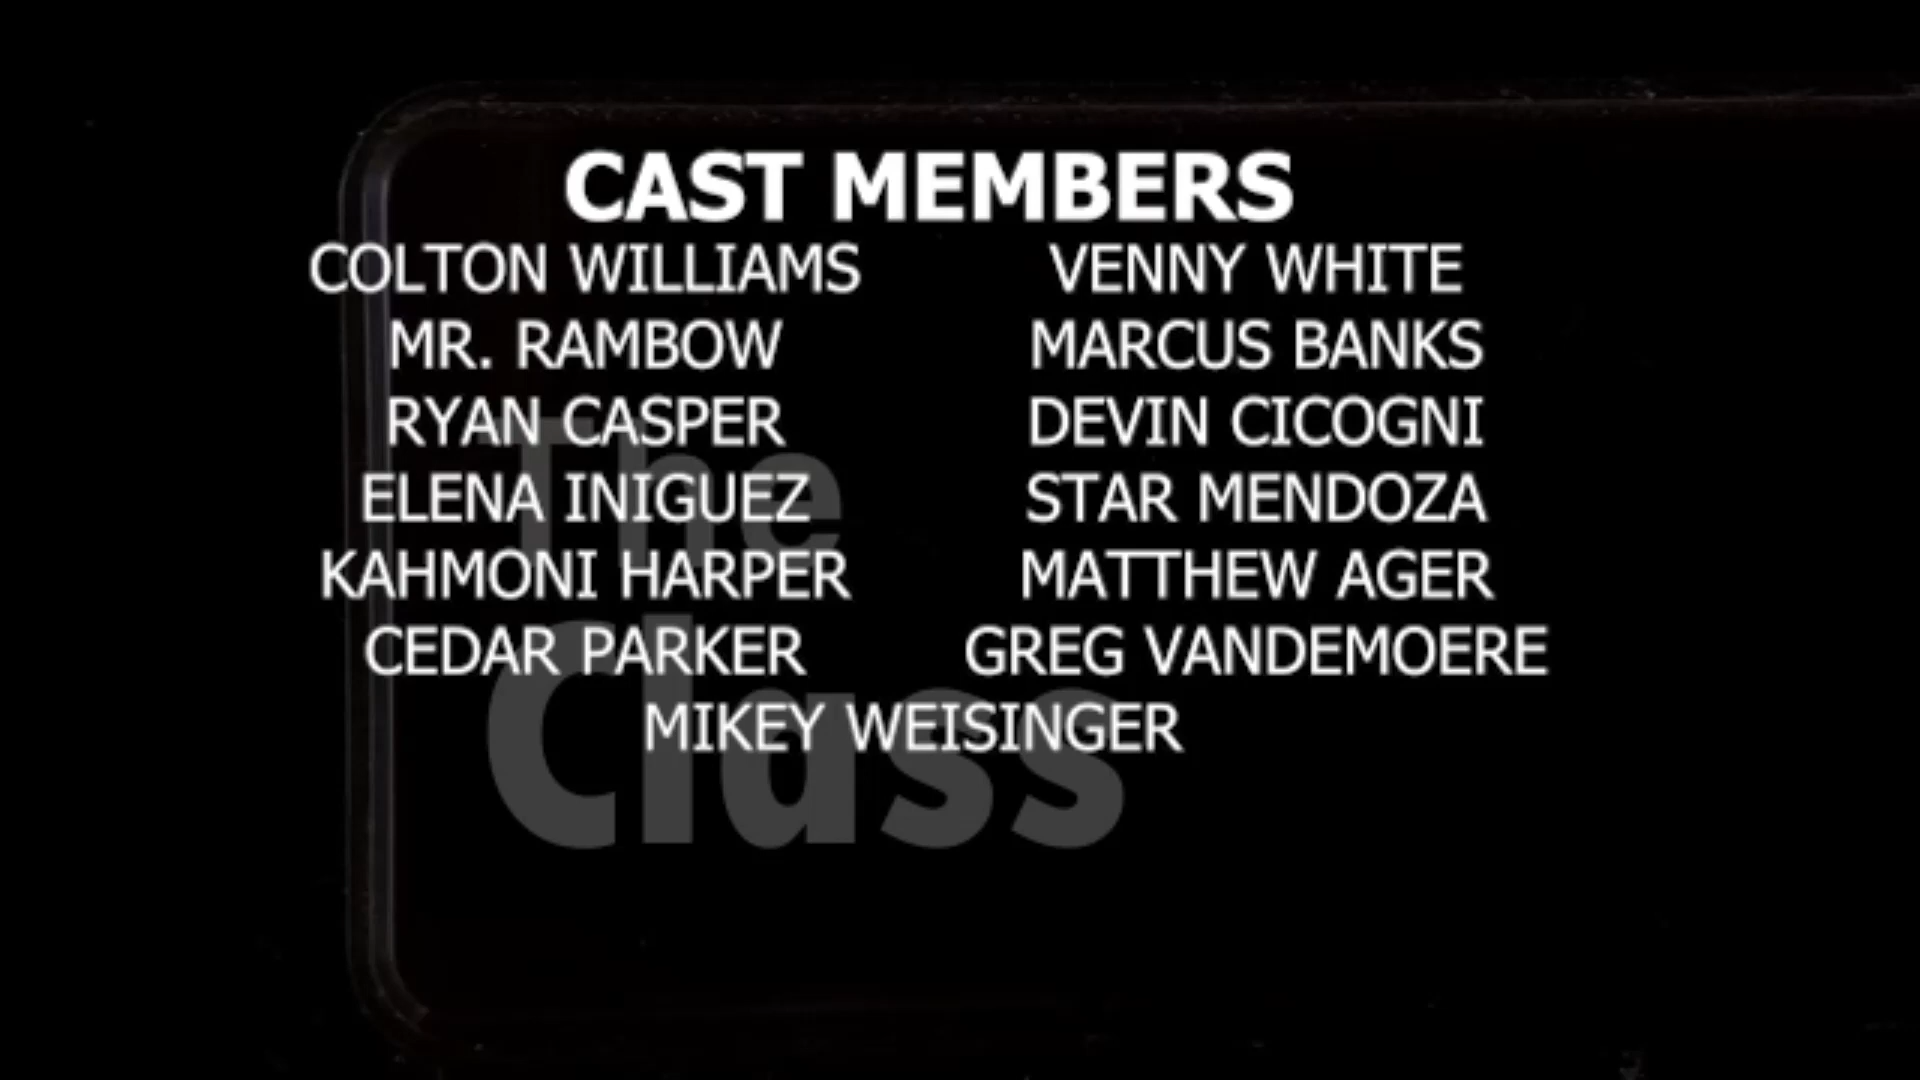 CAST MEMBERS
COLTON WILLIAMS VENNY WHITE
MR. RAMBOW MARCUS BANKS
RYAN CASPER DEVIN CICOGNI
ELENA INIGUEZ STAR MENDOZA
KAHMONI HARPER MATTHEW AGER
CEDAR PARKER GREG VANDEMOERE
MIKEY WEISINGER
The
Class